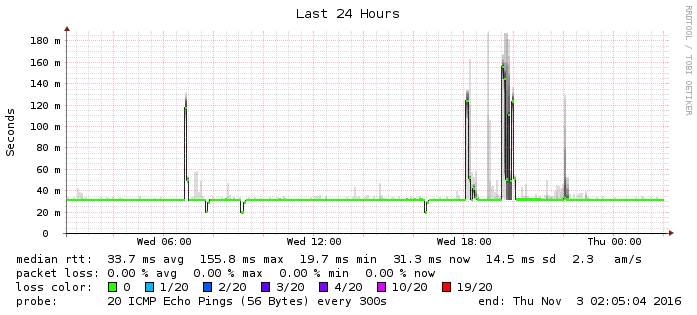 Last 24 Hours
RRDTOOL / TOBI OETIKER
Seconds
180 m
160 m
140 m
120 m
100 m
80 m
60 m
40 m
20 m
0
Wed 06:00 Wed 12:00 Wed 18:00 Thu 00:00
median rtt: 33.7 ms avg 155.8 ms max 19.7 ms min 31.3 ms now 14.5 ms sd 2.3 am/s
packet loss: 0.00 % avg 0.00 % max 0.00 % min 0.00 % now
loss color: 0 1/20 2/20 3/20 4/20 10/20 19/20
probe: 20 ICMP Echo Pings (56 Bytes) every 300s end: Thu Nov 3 02:05:04 2016